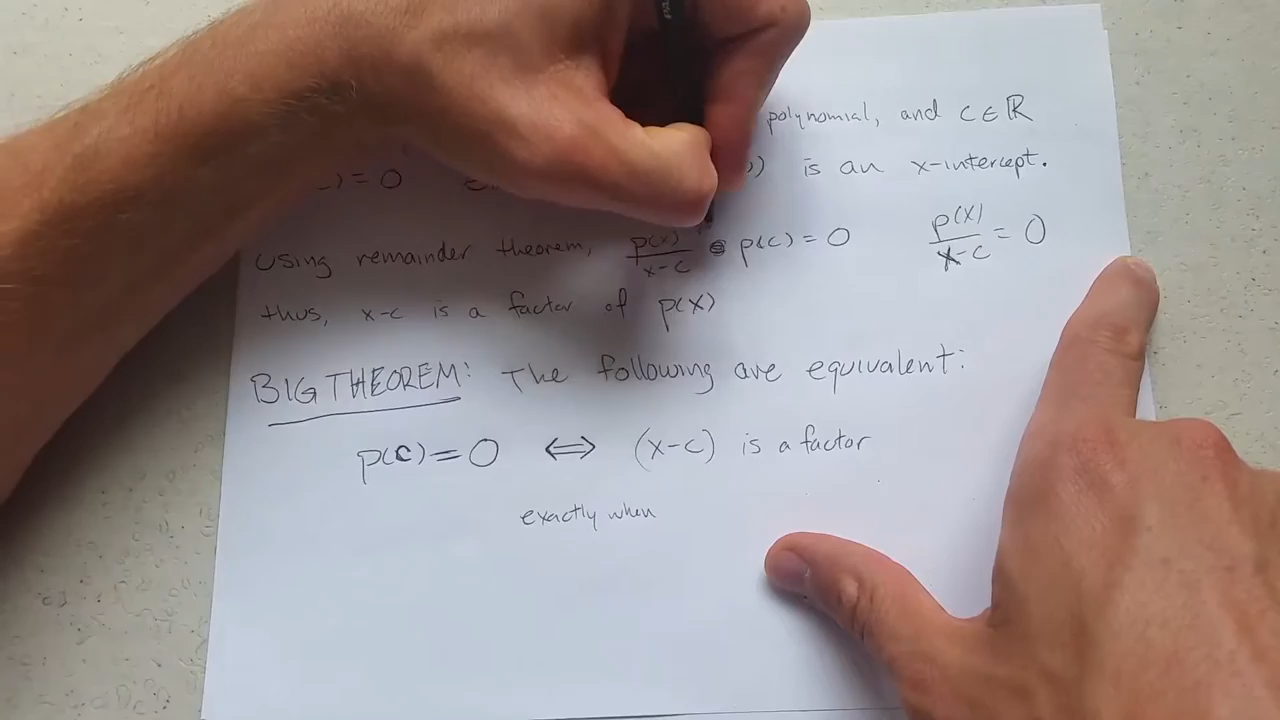 polynomial, and C ∈ ℝ
)=0 is an x-intercept.
using remainder theorem, p(x)/x-c p(c)=0 p(x)/x-c=0
thus, x-c is a factor of p(x)
BIG THEOREM: The following are equivalent:
p(c)=0 ⇔ (x-c) is a factor
exactly when